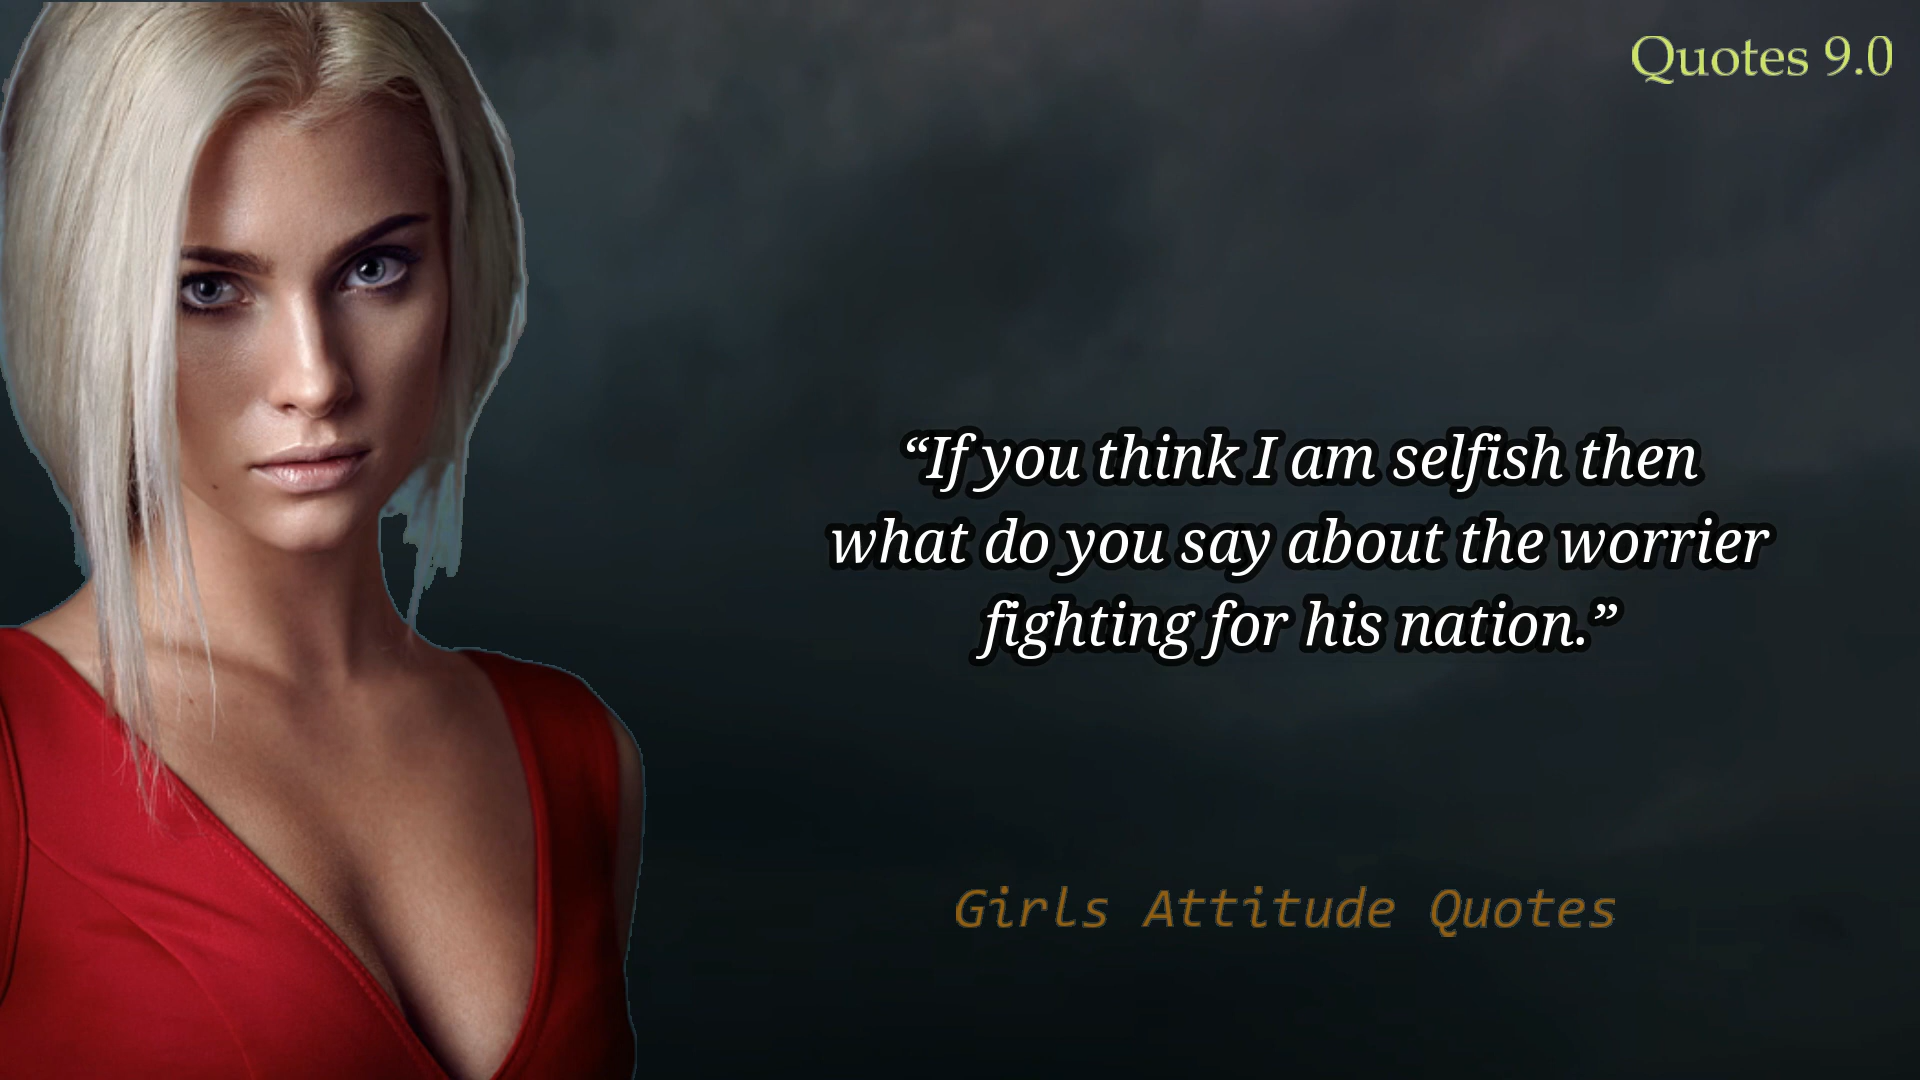 Quotes 9.0
“If you think I am selfish then
what do you say about the worrier
fighting for his nation.”
Girls Attitude Quotes